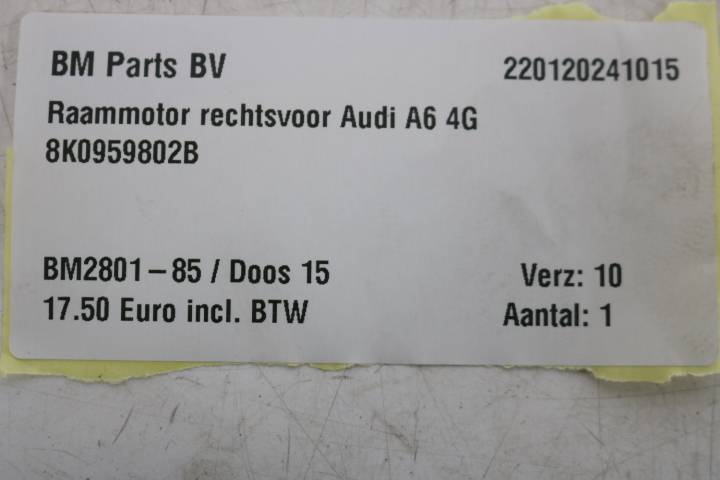 BM Parts BV 220120241015
Raammotor rechtsvoor Audi A6 4G
8K0959802B
BM2801-85 / Doos 15 Verz: 10
17.50 Euro incl. BTW Aantal: 1